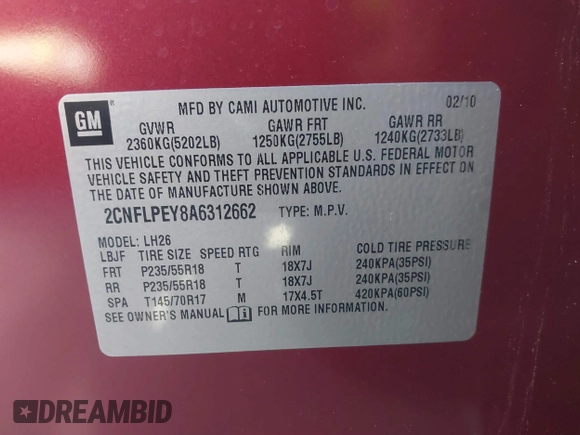 GM
MFD BY CAMI AUTOMOTIVE INC. 02/10
GVWR GAWR FRT GAWR RR
2360KG(5202LB) 1250KG(2755LB) 1240KG(2733LB)
THIS VEHICLE CONFORMS TO ALL APPLICABLE U.S. FEDERAL MOTOR
VEHICLE SAFETY AND THEFT PREVENTION STANDARDS IN EFFECT ON
THE DATE OF MANUFACTURE SHOWN ABOVE.
2CNFLPEY8A6312662 TYPE: M.P.V.
MODEL: LH26
LBJF TIRE SIZE SPEED RTG RIM COLD TIRE PRESSURE
FRT P235/55R18 T 18X7J 240KPA(35PSI)
RR P235/55R18 T 18X7J 240KPA(35PSI)
SPA T145/70R17 M 17X4.5T 420KPA(60PSI)
SEE OWNER'S MANUAL i FOR MORE INFORMATION.
DREAMBID